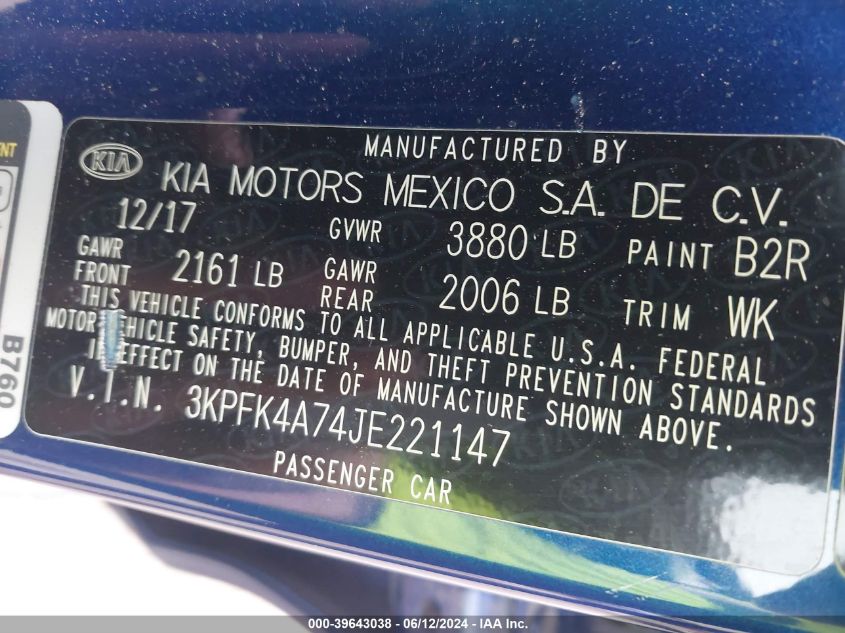 MANUFACTURED BY
KIA KIA MOTORS MEXICO S.A. DE C.V.
12/17 GVWR 3880 LB PAINT B2R
GAWR FRONT 2161 LB GAWR REAR 2006 LB TRIM WK
THIS VEHICLE CONFORMS TO ALL APPLICABLE U.S.A. FEDERAL
MOTOR VEHICLE SAFETY, BUMPER, AND THEFT PREVENTION STANDARDS
IN EFFECT ON THE DATE OF MANUFACTURE SHOWN ABOVE.
V.I.N. 3KPFK4A74JE221147
PASSENGER CAR
B760
000-39643038 - 06/12/2024 - IAA Inc.